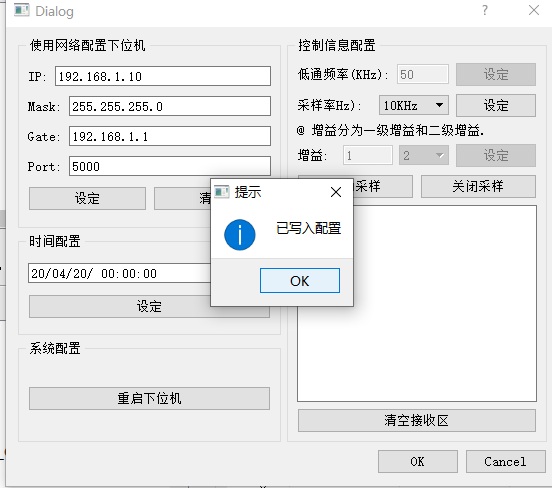 Dialog
使用网络配置下位机
IP: 192.168.1.10
Mask: 255.255.255.0
Gate: 192.168.1.1
Port: 5000
设定
清
时间配置
20/04/20/ 00:00:00
设定
系统配置
重启下位机
控制信息配置
低通频率(KHz): 50 设定
采样率Hz): 10KHz 设定
@ 增益分为一级增益和二级增益.
增益: 1 2 设定
采样 关闭采样
清空接收区
OK Cancel
提示
已写入配置
OK